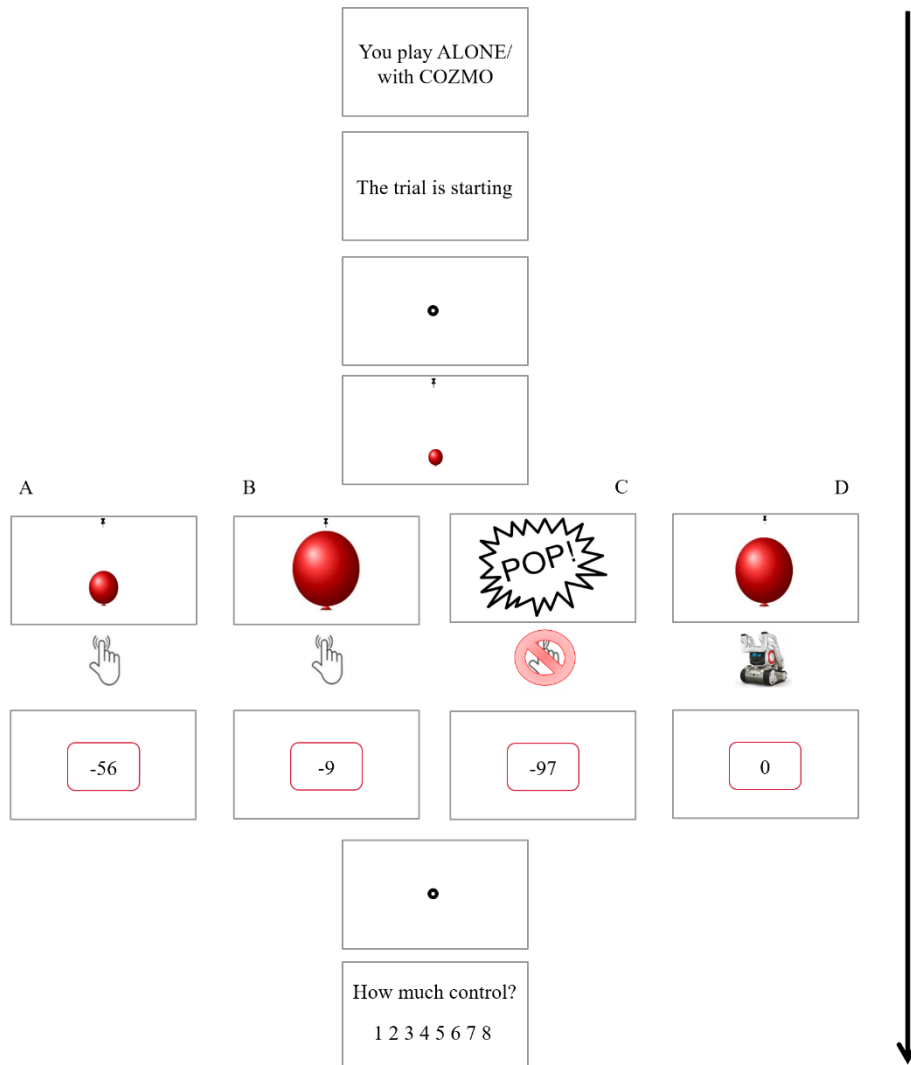 You play ALONE/
with COZMO
The trial is starting
A
B
C
D
POP!
-56
-9
-97
0
How much control?
1 2 3 4 5 6 7 8